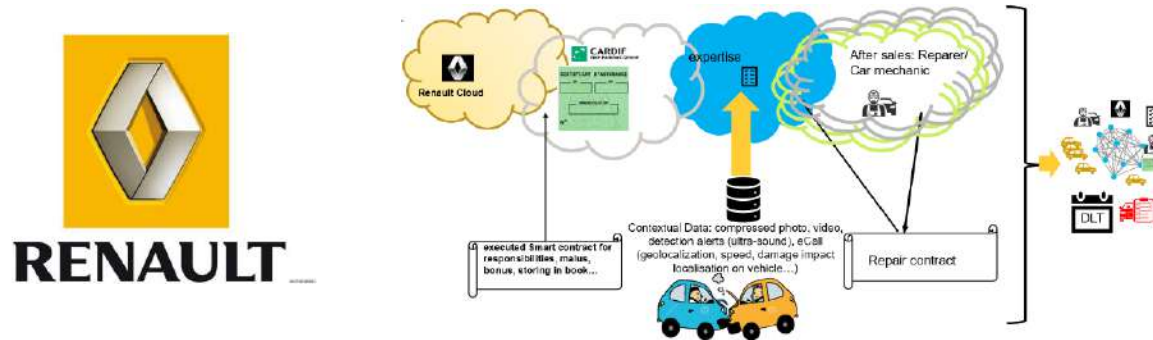 RENAULT
Renault Cloud
CARDIF
expertise
After sales: Reparer/
Car mechanic
executed Smart contract for
responsibilities, malus,
bonus, storing in book...
Contextual Data: compressed photo, video,
detection alerts (ultra-sound), eCall
(geolocalization, speed, damage impact
localisation on vehicle...)
Repair contract
DLT